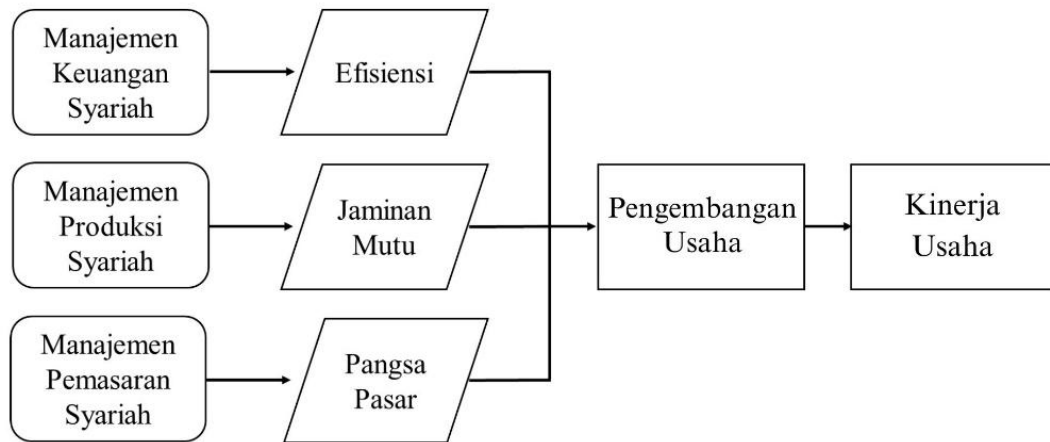 Manajemen
Keuangan
Syariah
Efisiensi
Manajemen
Produksi
Syariah
Jaminan
Mutu
Pengembangan
Usaha
Kinerja
Usaha
Manajemen
Pemasaran
Syariah
Pangsa
Pasar